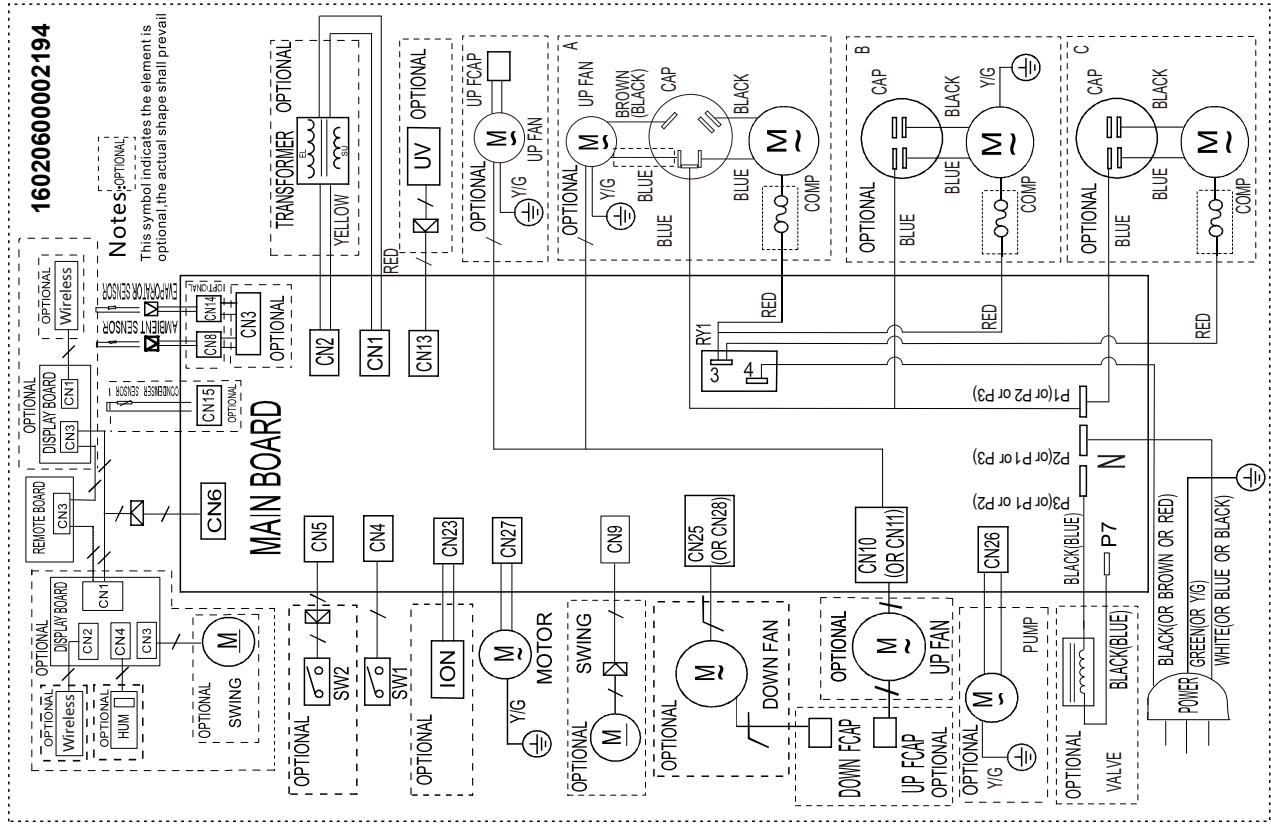 16020600002194
Notes:
OPTIONAL
This symbol indicates the element is
optional,the actual shape shall prevail
OPTIONAL
Wireless
EVAPORATOR SENSOR
AMBIENT SENSOR
OPTIONAL
CN14
CN8
CN3
OPTIONAL
OPTIONAL
DISPLAY BOARD
CN1
CN3
CONDENSER SENSOR
CN15
OPTIONAL
REMOTE BOARD
CN3
CN6
MAIN BOARD
OPTIONAL
DISPLAY BOARD
CN1
CN2
CN4
CN3
OPTIONAL
Wireless
OPTIONAL
HUM
OPTIONAL
SWING
M
TRANSFORMER OPTIONAL
EL
SU
YELLOW
RED
CN2
CN1
CN13
OPTIONAL
UV
UP FCAP
OPTIONAL
M
~
UP FAN
Y/G
A
UP FAN
OPTIONAL
M
~
Y/G
BROWN
(BLACK)
CAP
BLUE
BLACK
BLUE
BLUE
M
~
COMP
RED
B
CAP
OPTIONAL
BLACK
Y/G
BLUE
BLUE
M
~
COMP
RED
C
CAP
OPTIONAL
BLACK
BLUE
BLUE
M
~
COMP
RED
RY1
3
4
P1(or P2 or P3)
P2(or P1 or P3)
P3(or P1 or P2)
N
CN5
CN4
CN23
CN27
CN9
CN25
(OR CN28)
CN10
(OR CN11)
CN26
BLACK(BLUE)
P7
SW2
OPTIONAL
SW1
ION
OPTIONAL
M
~
MOTOR
Y/G
SWING
M
OPTIONAL
M
~
DOWN FAN
OPTIONAL
OPTIONAL
M
~
UP FAN
DOWN FCAP
UP FCAP
OPTIONAL
PUMP
M
~
OPTIONAL
Y/G
BLACK(BLUE)
OPTIONAL
VALVE
BLACK(OR BROWN OR RED)
GREEN(OR Y/G)
WHITE(OR BLUE OR BLACK)
POWER